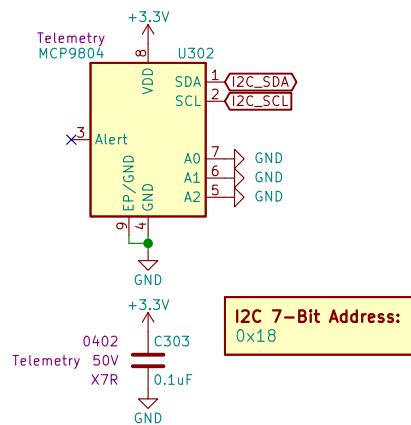 +3.3V
Telemetry
MCP9804
U302
8
VDD
SDA 1 I2C_SDA
SCL 2 I2C_SCL
3 Alert
A0 7 GND
A1 6 GND
A2 5 GND
EP/GND
GND
9 4
GND
+3.3V
0402 C303
Telemetry 50V
X7R 0.1uF
GND
I2C 7-Bit Address:
0x18